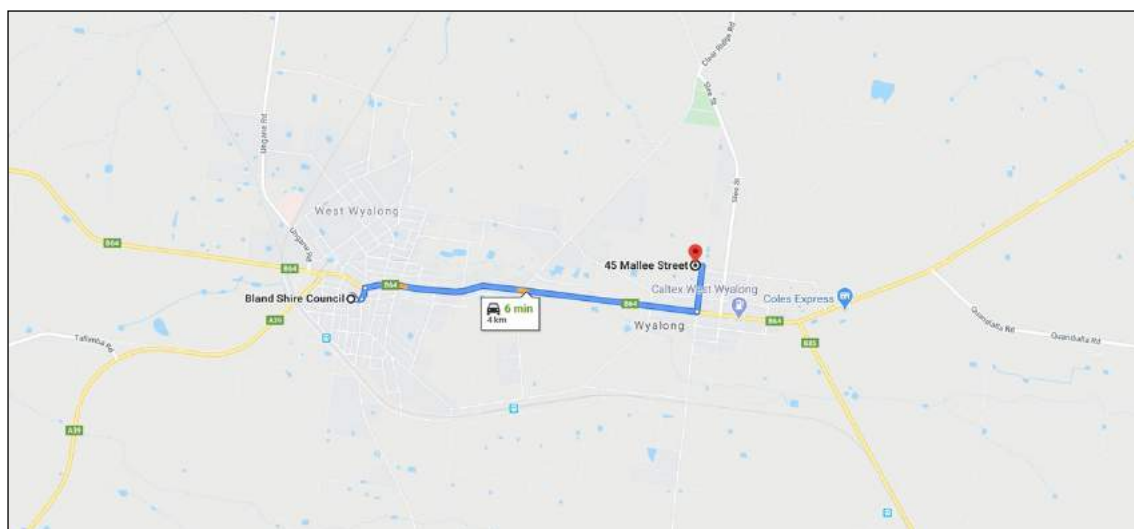 Clear Ridge Rd
Slee St
Ungarie Rd
West Wyalong
Ungarie Rd
Slee St
B64
B64
45 Mallee Street
Bland Shire Council
B64
Caltex West Wyalong
Coles Express
6 min
4 km
B64
B64
A39
Wyalong
Quandialla Rd
Quandialla Rd
Tallimba Rd
B85
A39